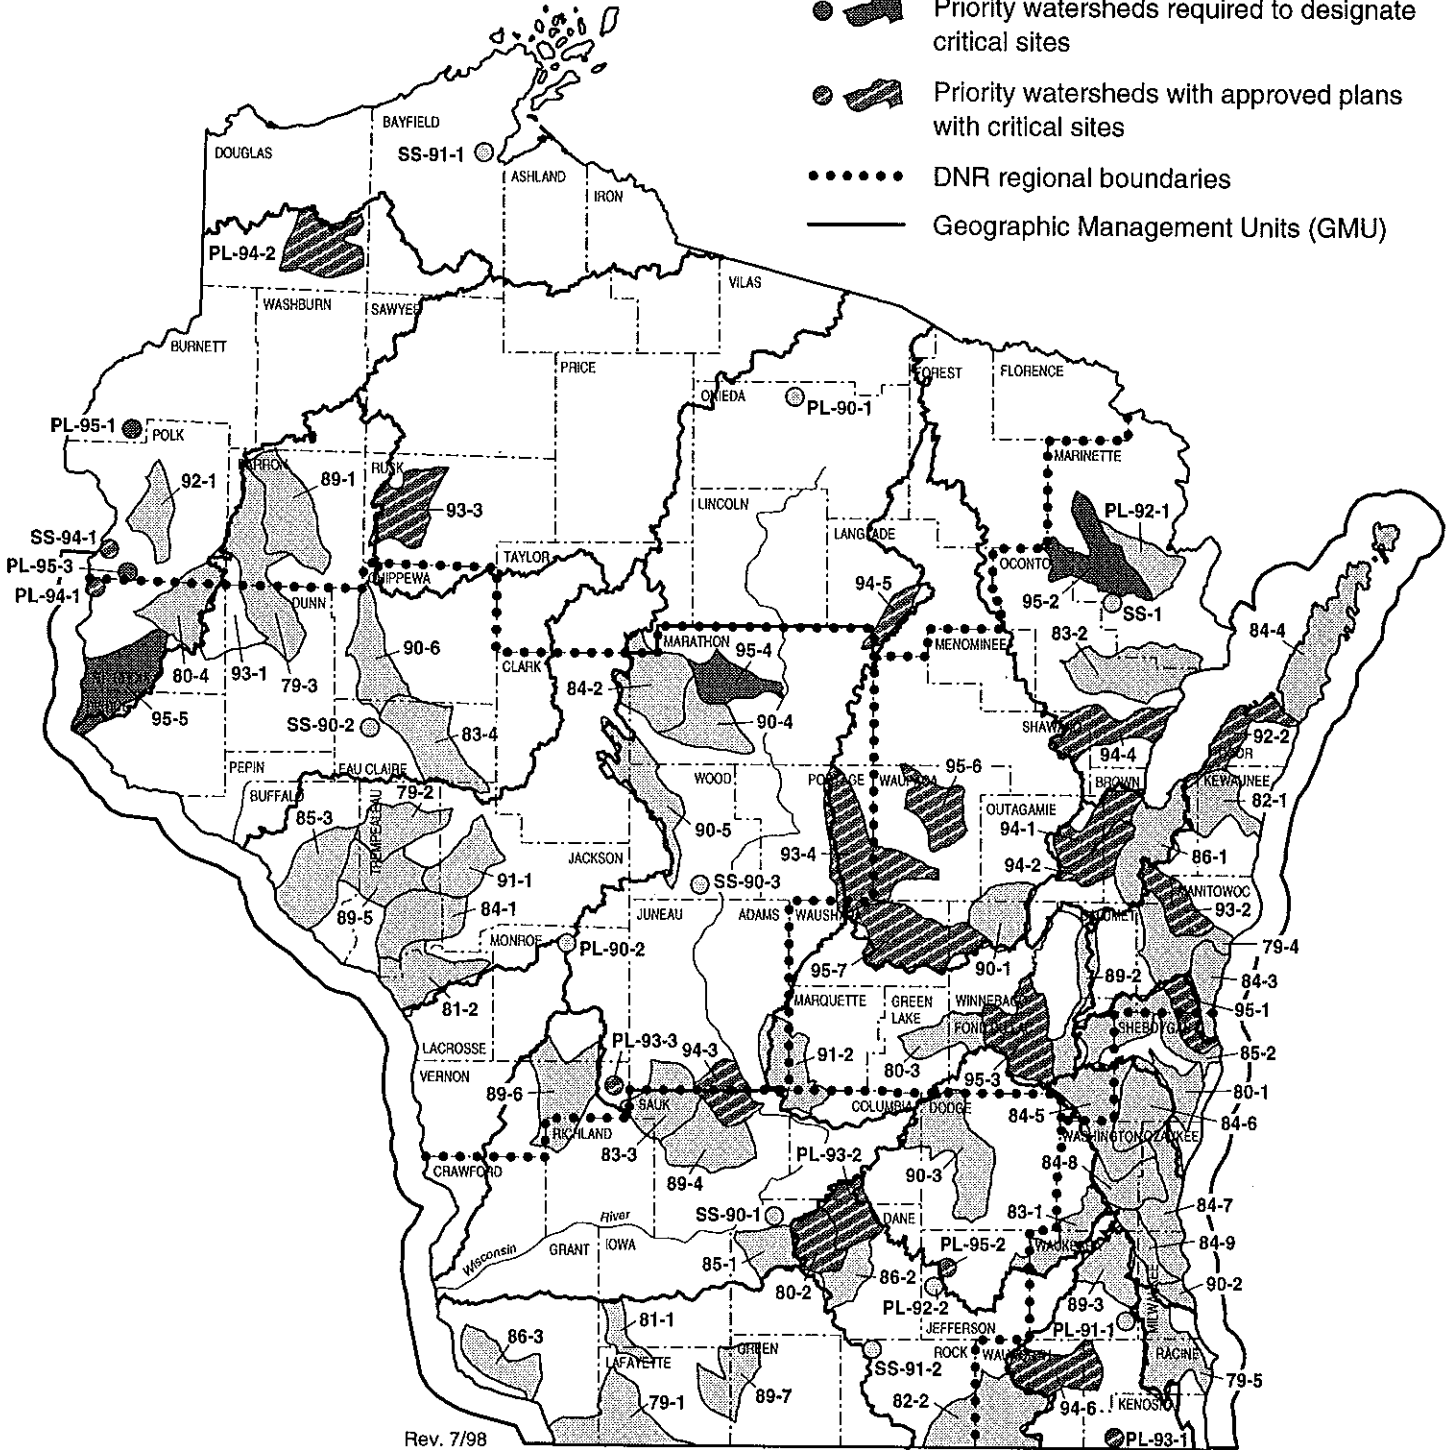 Priority watersheds required to designate
critical sites
Priority watersheds with approved plans
with critical sites
DNR regional boundaries
Geographic Management Units (GMU)
BAYFIELD
DOUGLAS
SS-91-1
ASHLAND
IRON
PL-94-2
VILAS
WASHBURN
SAWYER
BURNETT
PRICE
FOREST
FLORENCE
ONEIDA
PL-90-1
PL-95-1
POLK
MARINETTE
BARRON
RUSK
89-1
92-1
93-3
LINCOLN
PL-92-1
SS-94-1
LANGLADE
TAYLOR
PL-95-3
OCONTO
CHIPPEWA
94-5
PL-94-1
DUNN
95-2
SS-1
84-4
MARATHON
83-2
MENOMINEE
90-6
95-4
CLARK
80-4
93-1
79-3
84-2
95-5
90-4
SS-90-2
83-4
SHAWANO
92-2
DOOR
94-4
PEPIN
EAU CLAIRE
WOOD
PORTAGE
WAUPACA
95-6
BROWN
KEWAUNEE
BUFFALO
79-2
82-1
OUTAGAMIE
85-3
TREMPEALEAU
90-5
94-1
93-4
JACKSON
86-1
94-2
91-1
SS-90-3
MANITOWOC
89-5
84-1
93-2
JUNEAU
ADAMS
WAUSHARA
CALUMET
MONROE
PL-90-2
79-4
95-7
90-1
89-2
84-3
81-2
MARQUETTE
GREEN
LAKE
WINNEBAGO
95-1
FOND DU LAC
SHEBOYGAN
LACROSSE
PL-93-3
94-3
91-2
85-2
VERNON
80-3
95-3
89-6
80-1
SAUK
COLUMBIA
DODGE
84-5
84-6
RICHLAND
WASHINGTON
OZAUKEE
83-3
PL-93-2
84-8
CRAWFORD
89-4
90-3
84-7
SS-90-1
83-1
River
DANE
Wisconsin
GRANT
IOWA
PL-95-2
WAUKESHA
84-9
85-1
80-2
86-2
90-2
PL-92-2
89-3
MILWAUKEE
81-1
JEFFERSON
PL-91-1
86-3
GREEN
ROCK
WALWORTH
RACINE
LAFAYETTE
SS-91-2
79-1
89-7
82-2
79-5
94-6
KENOSHA
Rev. 7/98
PL-93-1